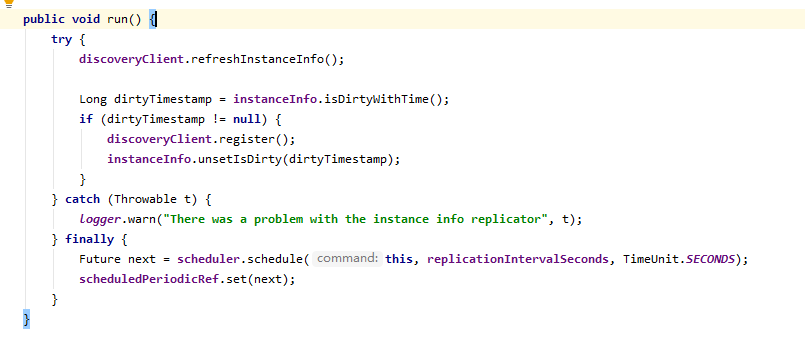 public void run() {
    try {
        discoveryClient.refreshInstanceInfo();

        Long dirtyTimestamp = instanceInfo.isDirtyWithTime();
        if (dirtyTimestamp != null) {
            discoveryClient.register();
            instanceInfo.unsetIsDirty(dirtyTimestamp);
        }
    } catch (Throwable t) {
        logger.warn("There was a problem with the instance info replicator", t);
    } finally {
        Future next = scheduler.schedule( command: this, replicationIntervalSeconds, TimeUnit.SECONDS);
        scheduledPeriodicRef.set(next);
    }
}